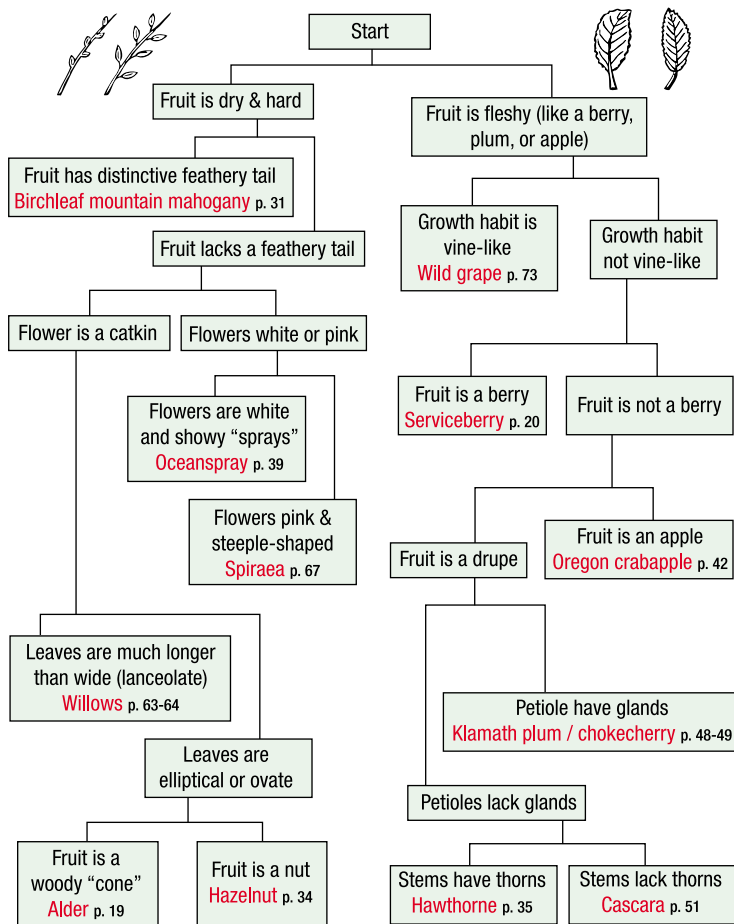 Start
Fruit is dry & hard
Fruit is fleshy (like a berry,
plum, or apple)
Fruit has distinctive feathery tail
Birchleaf mountain mahogany p. 31
Growth habit is
vine-like
Wild grape p. 73
Growth habit
not vine-like
Fruit lacks a feathery tail
Flower is a catkin
Flowers white or pink
Fruit is a berry
Serviceberry p. 20
Fruit is not a berry
Flowers are white
and showy “sprays”
Oceanspray p. 39
Flowers pink &
steeple-shaped
Spiraea p. 67
Fruit is a drupe
Fruit is an apple
Oregon crabapple p. 42
Leaves are much longer
than wide (lanceolate)
Willows p. 63-64
Petiole have glands
Klamath plum / chokecherry p. 48-49
Leaves are
elliptical or ovate
Petioles lack glands
Fruit is a
woody “cone”
Alder p. 19
Fruit is a nut
Hazelnut p. 34
Stems have thorns
Hawthorne p. 35
Stems lack thorns
Cascara p. 51